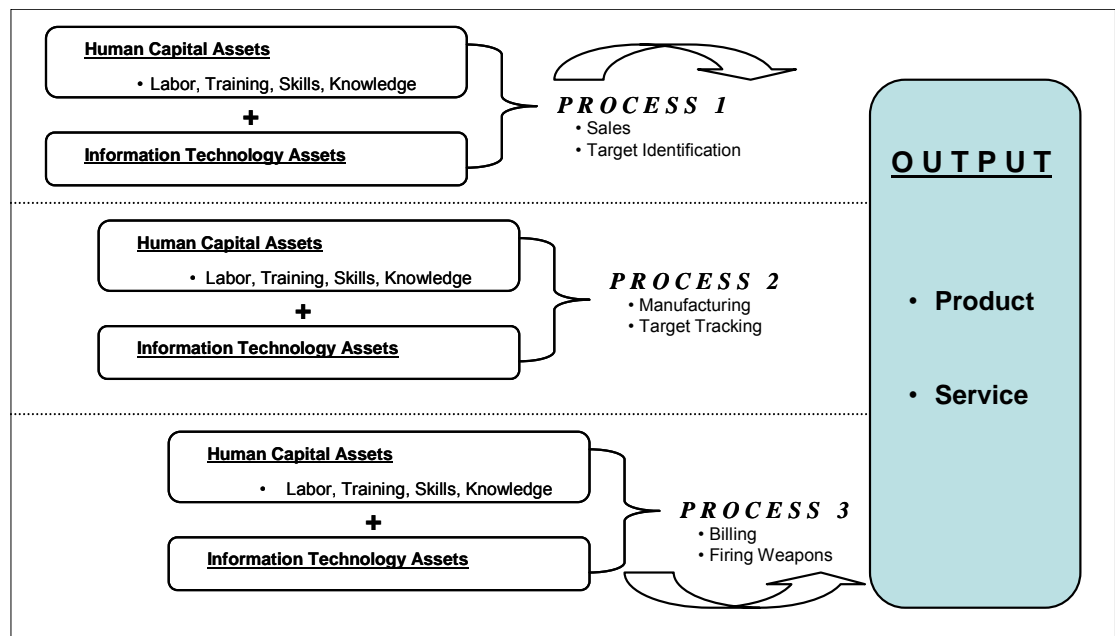 Human Capital Assets
• Labor, Training, Skills, Knowledge
+
Information Technology Assets
PROCESS 1
• Sales
• Target Identification
Human Capital Assets
• Labor, Training, Skills, Knowledge
+
Information Technology Assets
PROCESS 2
• Manufacturing
• Target Tracking
Human Capital Assets
• Labor, Training, Skills, Knowledge
+
Information Technology Assets
PROCESS 3
• Billing
• Firing Weapons
OUTPUT
• Product
• Service